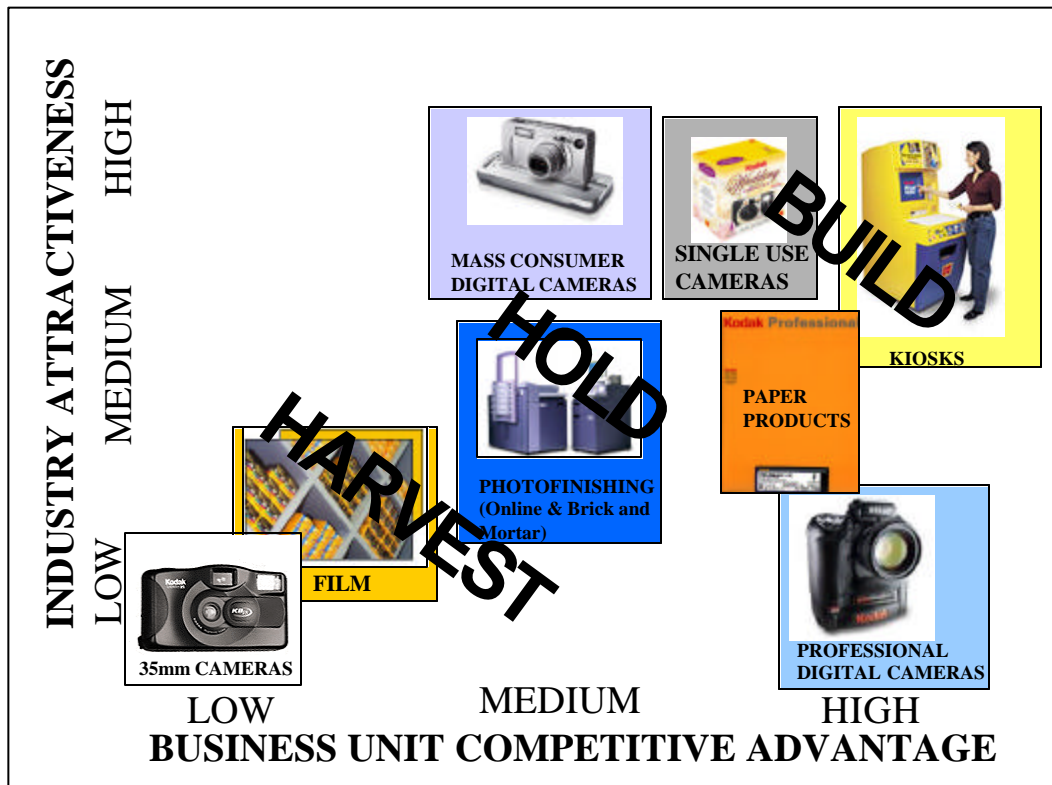 INDUSTRY ATTRACTIVENESS
HIGH
MEDIUM
LOW
MASS CONSUMER
DIGITAL CAMERAS
Kodak
SINGLE USE
CAMERAS
KIOSKS
BUILD
HOLD
HARVEST
PHOTOFINISHING
(Online & Brick and
Mortar)
Kodak Professional
PAPER
PRODUCTS
FILM
Kodak
KB
35mm CAMERAS
Kodak
PROFESSIONAL
DIGITAL CAMERAS
LOW
MEDIUM
HIGH
BUSINESS UNIT COMPETITIVE ADVANTAGE